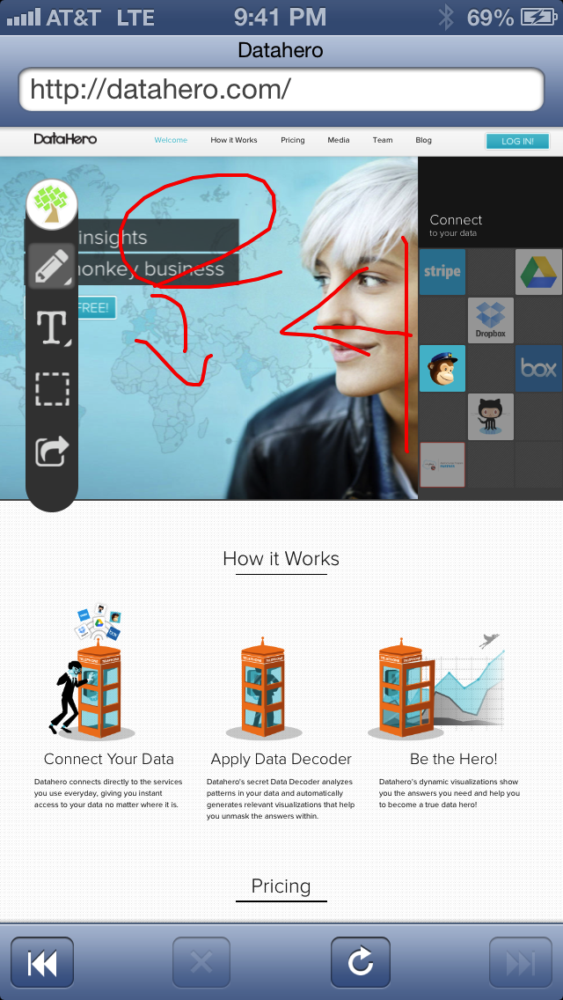 AT&T LTE 9:41 PM 69%
Datahero
http://datahero.com/
DataHero Welcome How it Works Pricing Media Team Blog LOG IN!
insights
monkey business
FREE!
T
Connect
to your data
stripe
Dropbox
box
How it Works
TELEPHONE TELEPHONE
Connect Your Data
Datahero connects directly to the services
you use everyday, giving you instant
access to your data no matter where it is.
Apply Data Decoder
Datahero's secret Data Decoder analyzes
patterns in your data and automatically
generates relevant visualizations that help
you unmask the answers within.
Be the Hero!
Datahero's dynamic visualizations show
you the answers you need and help you
to become a true data hero!
Pricing